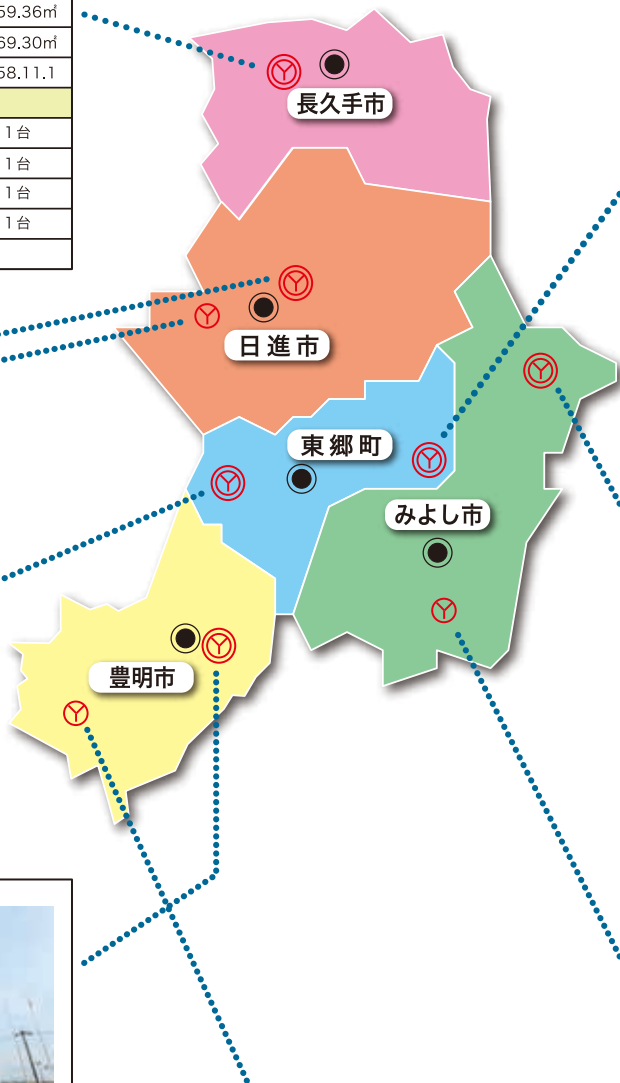 59.36㎡
69.30㎡
58.11.1
1台
1台
1台
1台
長久手市
日進市
東郷町
みよし市
豊明市